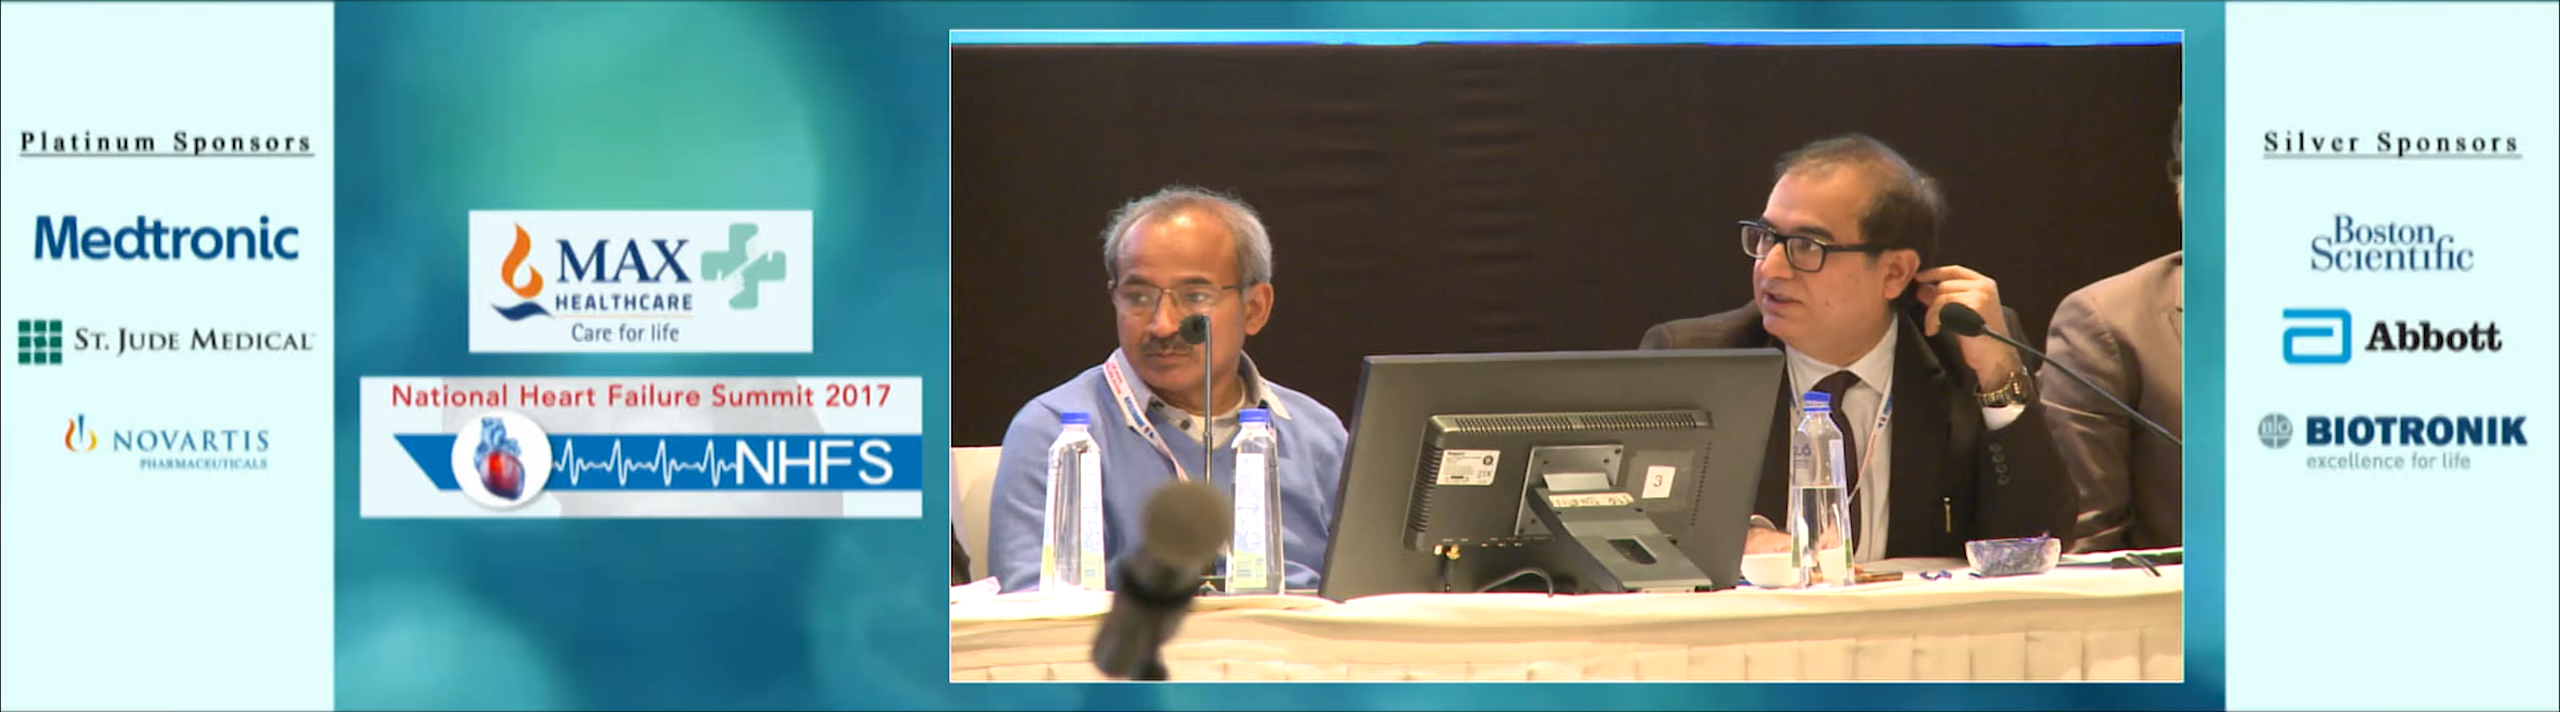 Platinum Sponsors
Medtronic
ST. JUDE MEDICAL
NOVARTIS
PHARMACEUTICALS
MAX
HEALTHCARE
Care for life
National Heart Failure Summit 2017
NHFS
3
Silver Sponsors
Boston
Scientific
Abbott
BIOTRONIK
excellence for life